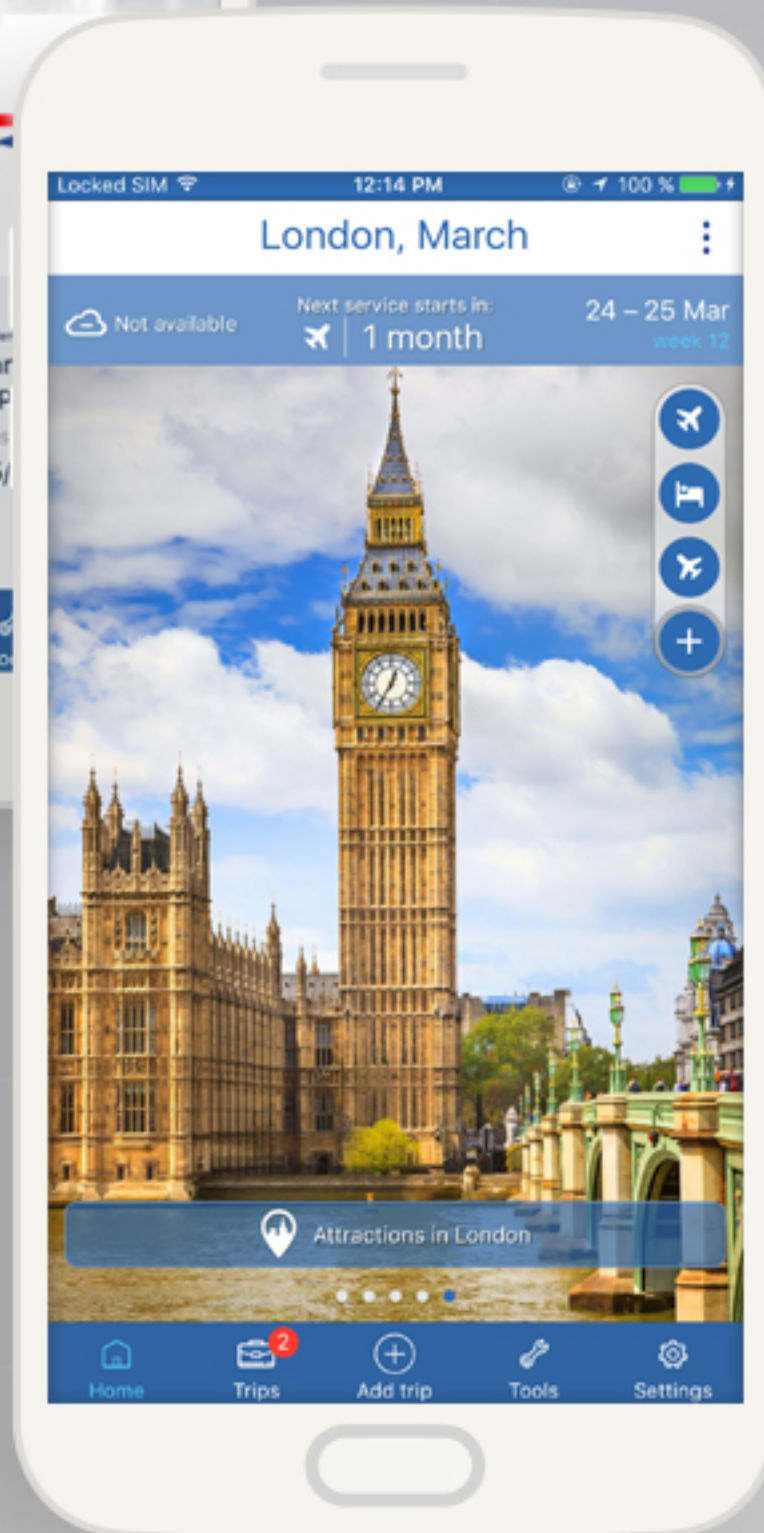 Locked SIM 12:14 PM 100 %
London, March
Not available
Next service starts in:
1 month
24 – 25 Mar
week 12
Attractions in London
2
Home Trips Add trip Tools Settings